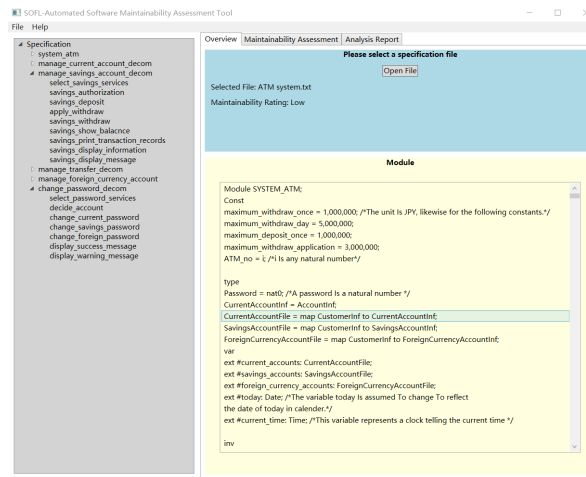 SOFL-Automated Software Maintainability Assessment Tool
File Help
Specification
system_atm
manage_current_account_decom
manage_savings_account_decom
select_savings_services
savings_authorization
savings_deposit
apply_withdraw
savings_withdraw
savings_show_balacnce
savings_print_transaction_records
savings_display_information
savings_display_message
manage_transfer_decom
manage_foreign_currency_account
change_password_decom
select_password_services
decide_account
change_current_password
change_savings_password
change_foreign_password
display_success_message
display_warning_message
Overview Maintainability Assessment Analysis Report
Please select a specification file
Open File
Selected File: ATM system.txt
Maintainability Rating: Low
Module
Module SYSTEM_ATM;
Const
maximum_withdraw_once = 1,000,000; /*The unit Is JPY, likewise for the following constants.*/
maximum_withdraw_day = 5,000,000;
maximum_deposit_once = 1,000,000;
maximum_withdraw_application = 3,000,000;
ATM_no = i; /*i Is any natural number*/
type
Password = nat0; /*A password Is a natural number */
CurrentAccountInf = AccountInf;
CurrentAccountFile = map CustomerInf to CurrentAccountInf;
SavingsAccountFile = map CustomerInf to SavingsAccountInf;
ForeignCurrencyAccountFile = map CustomerInf to ForeignCurrencyAccountInf;
var
ext #current_accounts: CurrentAccountFile;
ext #savings_accounts: SavingsAccountFile;
ext #foreign_currency_accounts: ForeignCurrencyAccountFile;
ext #today: Date; /*The variable today Is assumed To change To reflect
the date of today in calender.*/
ext #current_time: Time; /*This variable represents a clock telling the current time */
inv